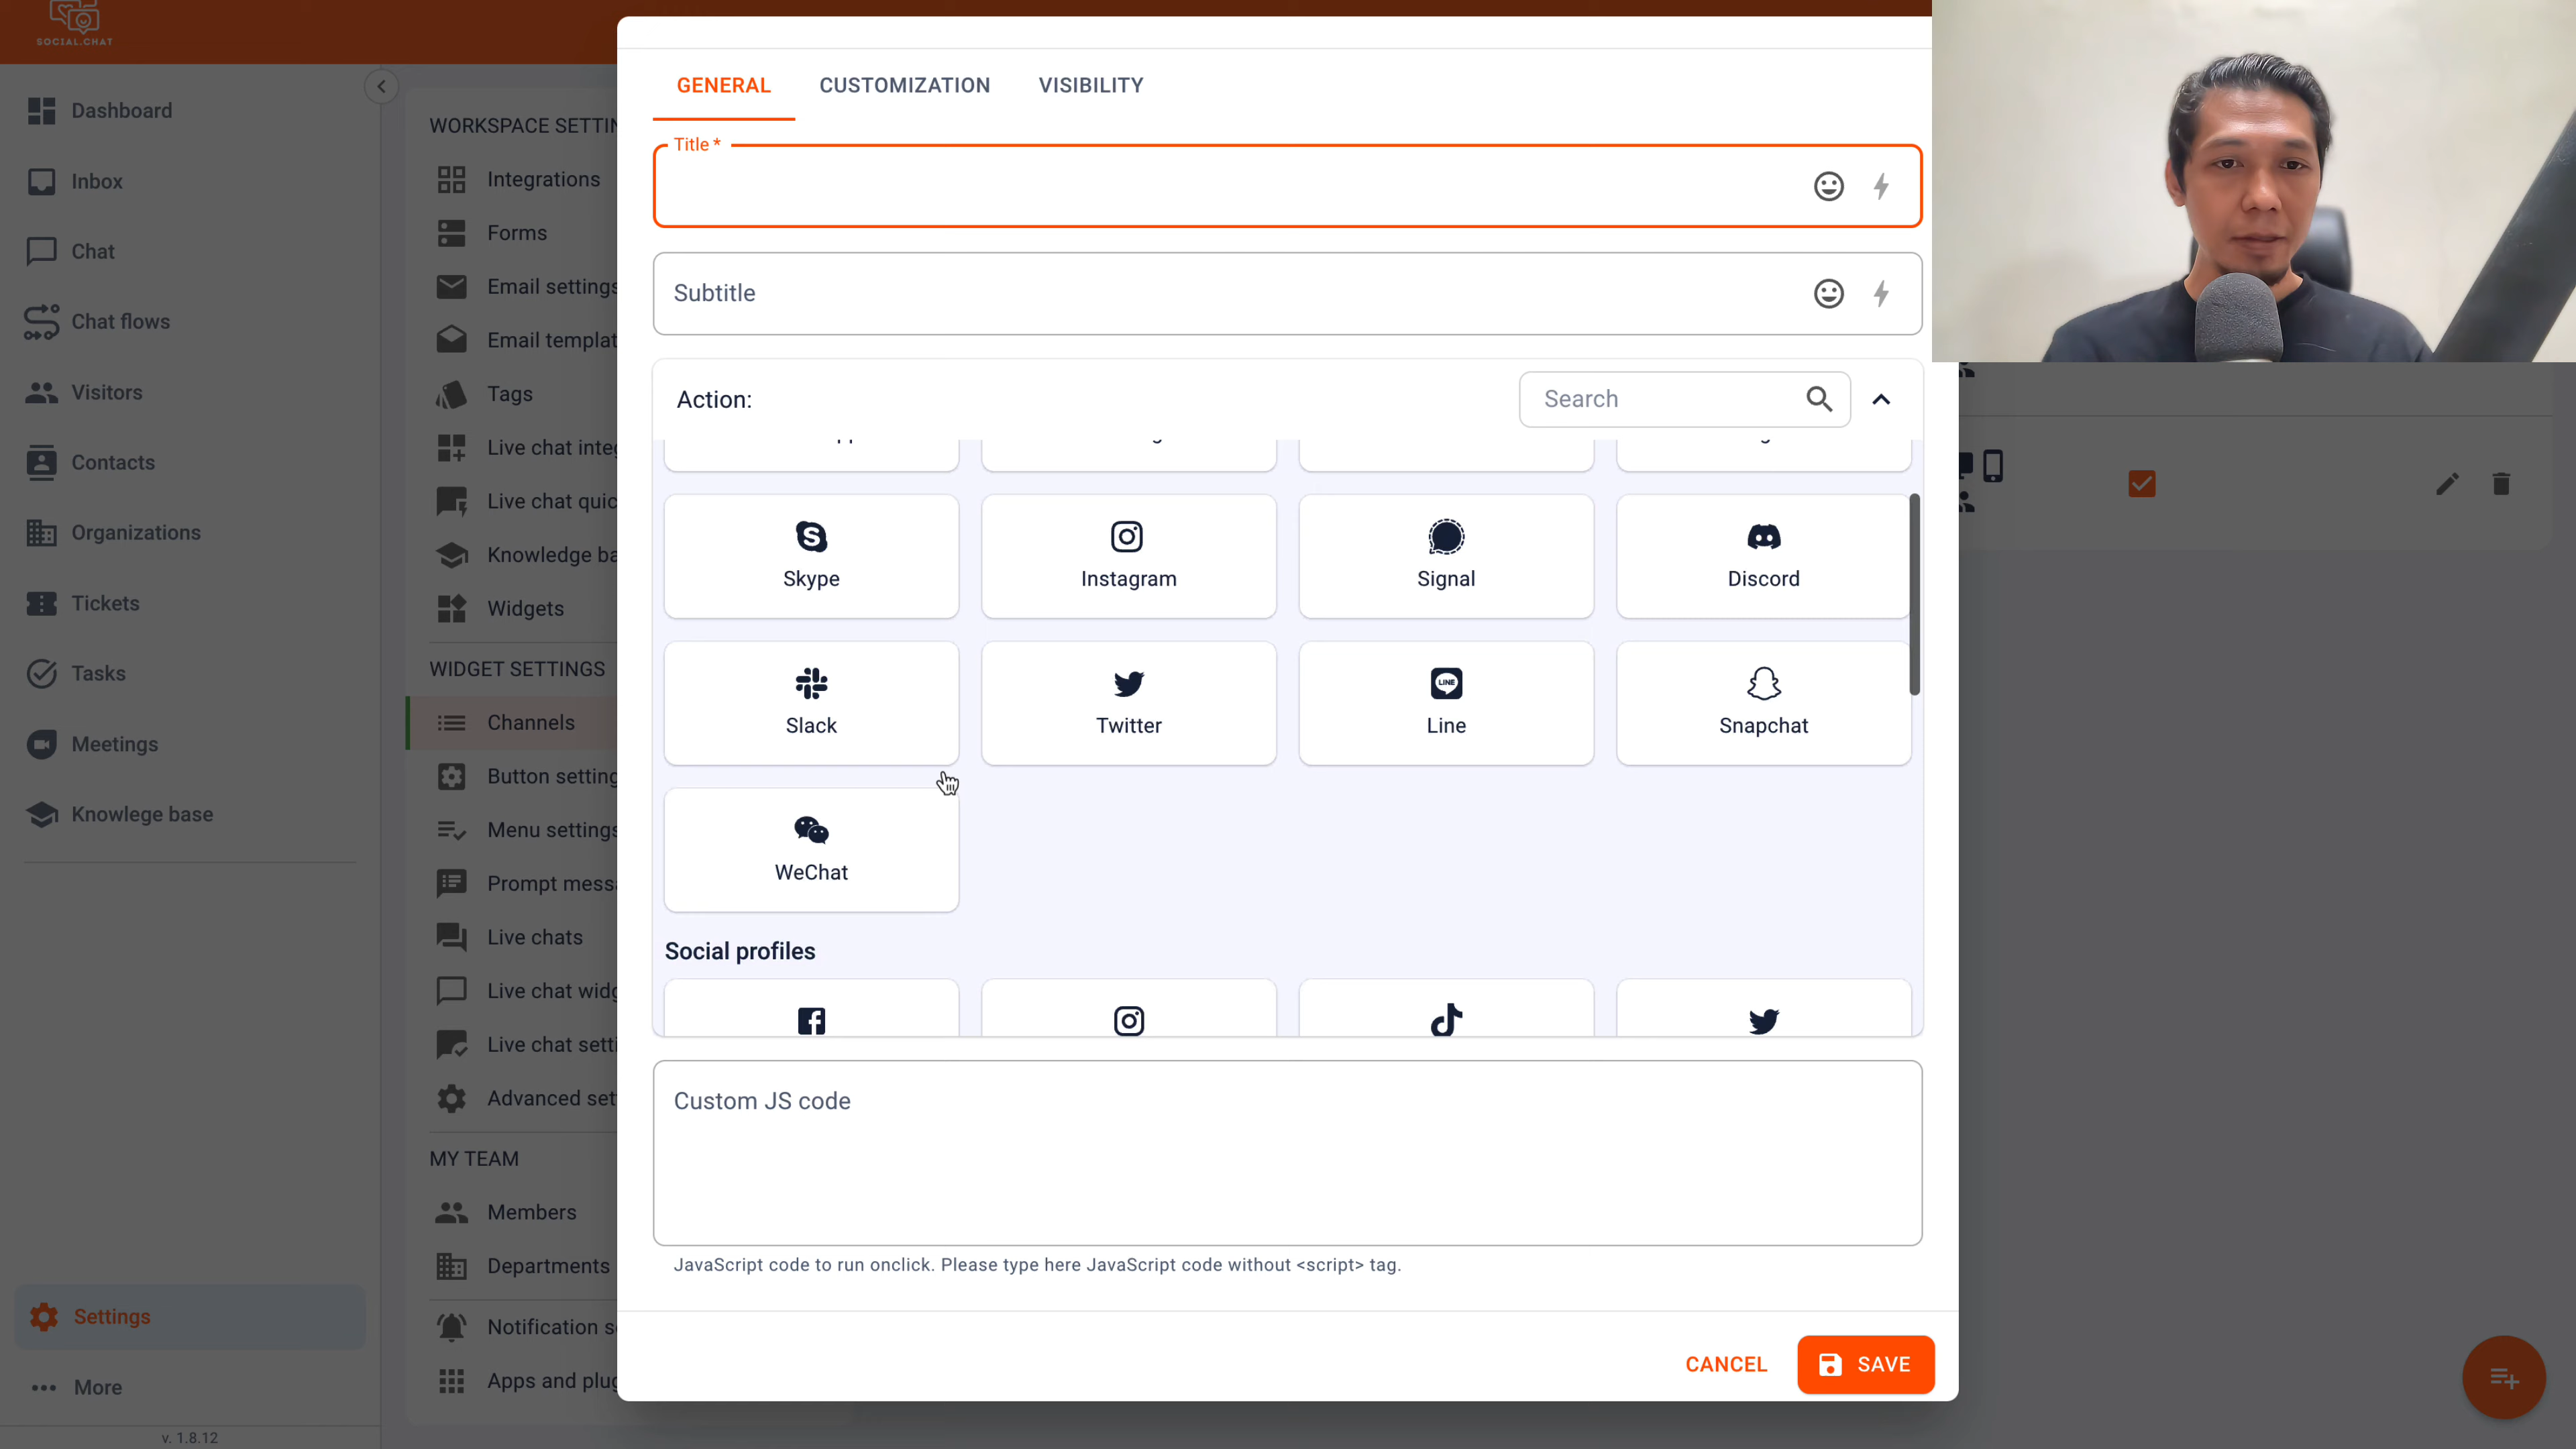 SOCIAL.CHAT
Dashboard
Inbox
Chat
Chat flows
Visitors
Contacts
Organizations
Tickets
Tasks
Meetings
Knowlege base
Settings
More
v. 1.8.12
WORKSPACE SETTIN
Integrations
Forms
Email settings
Email templat
Tags
Live chat integ
Live chat quic
Knowledge ba
Widgets
WIDGET SETTINGS
Channels
Button setting
Menu settings
Prompt messa
Live chats
Live chat widg
Live chat setti
Advanced set
MY TEAM
Members
Departments
Notification s
Apps and plug
GENERAL CUSTOMIZATION VISIBILITY
Title *
Subtitle
Action: Search
Skype Instagram Signal Discord
Slack Twitter Line Snapchat
WeChat
Social profiles
Custom JS code
JavaScript code to run onclick. Please type here JavaScript code without <script> tag.
CANCEL SAVE